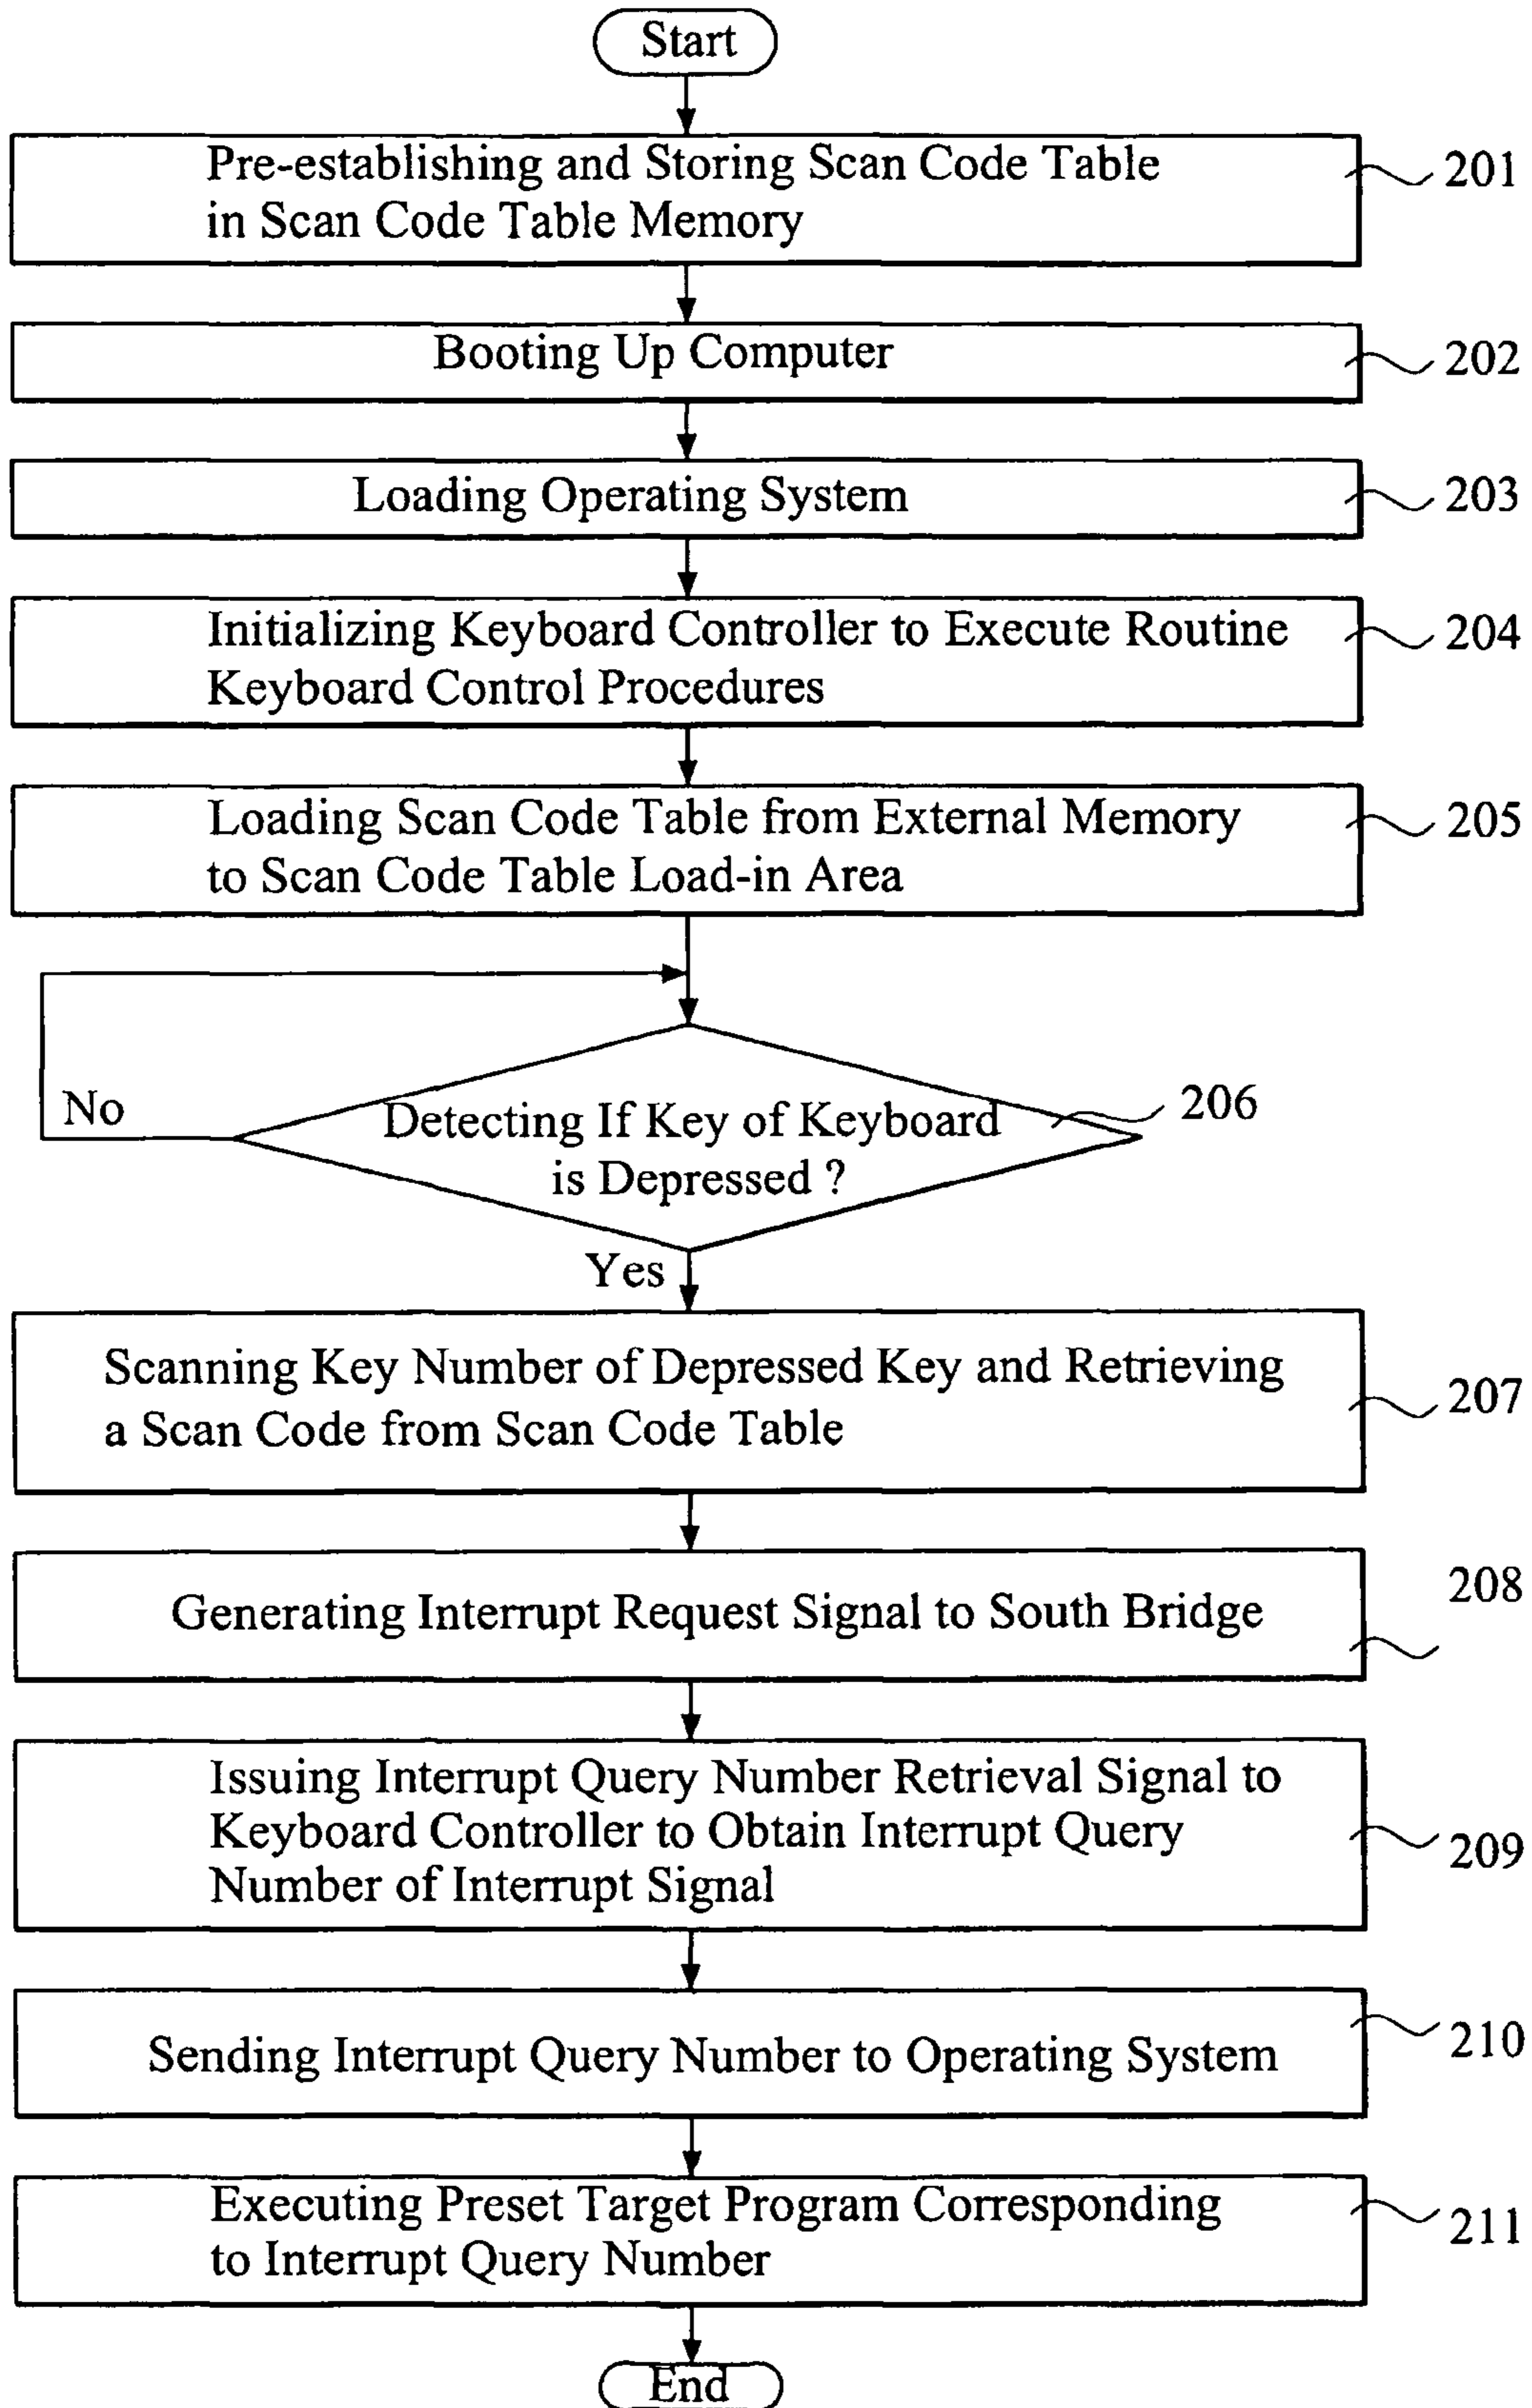 Start
Pre-establishing and Storing Scan Code Table
in Scan Code Table Memory
201
Booting Up Computer
202
Loading Operating System
203
Initializing Keyboard Controller to Execute Routine
Keyboard Control Procedures
204
Loading Scan Code Table from External Memory
to Scan Code Table Load-in Area
205
No
Detecting If Key of Keyboard
is Depressed ?
206
Yes
Scanning Key Number of Depressed Key and Retrieving
a Scan Code from Scan Code Table
207
Generating Interrupt Request Signal to South Bridge
208
Issuing Interrupt Query Number Retrieval Signal to
Keyboard Controller to Obtain Interrupt Query
Number of Interrupt Signal
209
Sending Interrupt Query Number to Operating System
210
Executing Preset Target Program Corresponding
to Interrupt Query Number
211
End